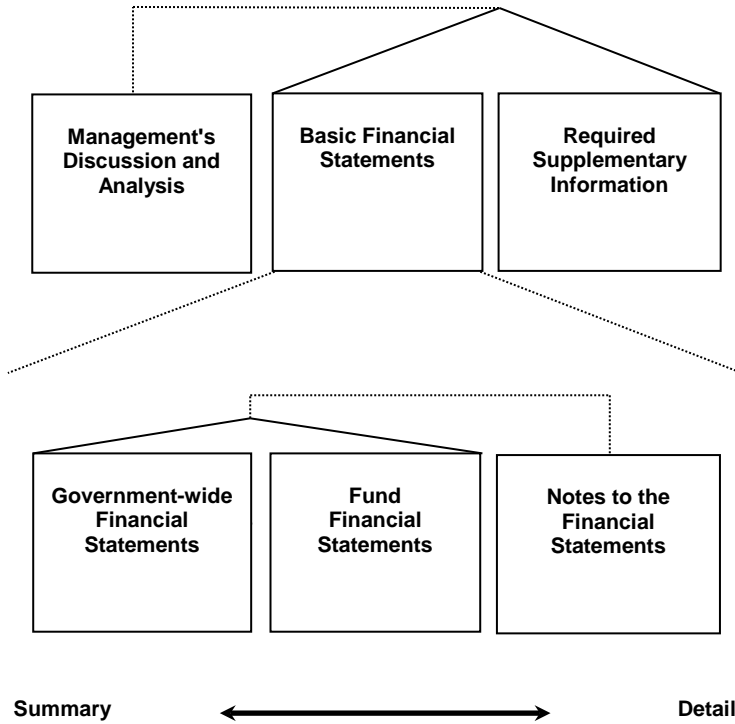 Management's
Discussion and
Analysis
Basic Financial
Statements
Required
Supplementary
Information
Government-wide
Financial
Statements
Fund
Financial
Statements
Notes to the
Financial
Statements
Summary
Detail